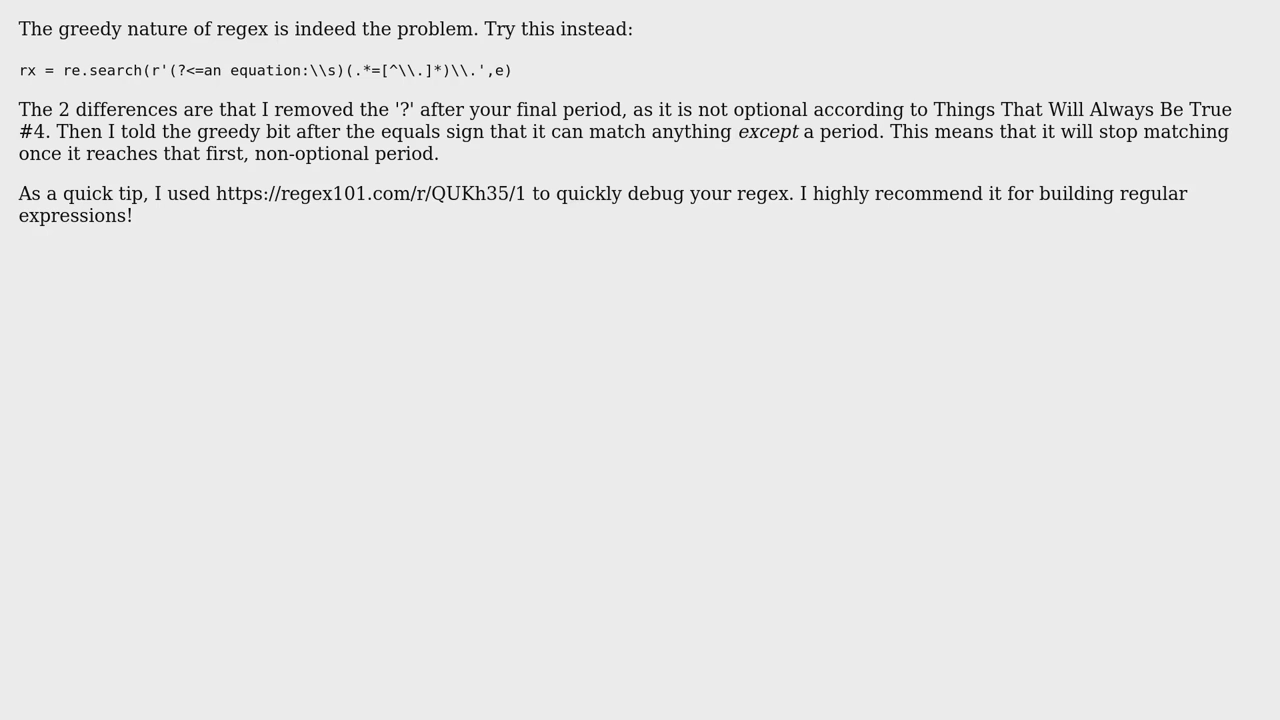 The greedy nature of regex is indeed the problem. Try this instead:
rx = re.search(r'(?<=an equation:\\s)(.*=[^\\.]*)\\.',e)
The 2 differences are that I removed the '?' after your final period, as it is not optional according to Things That Will Always Be True
#4. Then I told the greedy bit after the equals sign that it can match anything except a period. This means that it will stop matching
once it reaches that first, non-optional period.
As a quick tip, I used https://regex101.com/r/QUKh35/1 to quickly debug your regex. I highly recommend it for building regular
expressions!